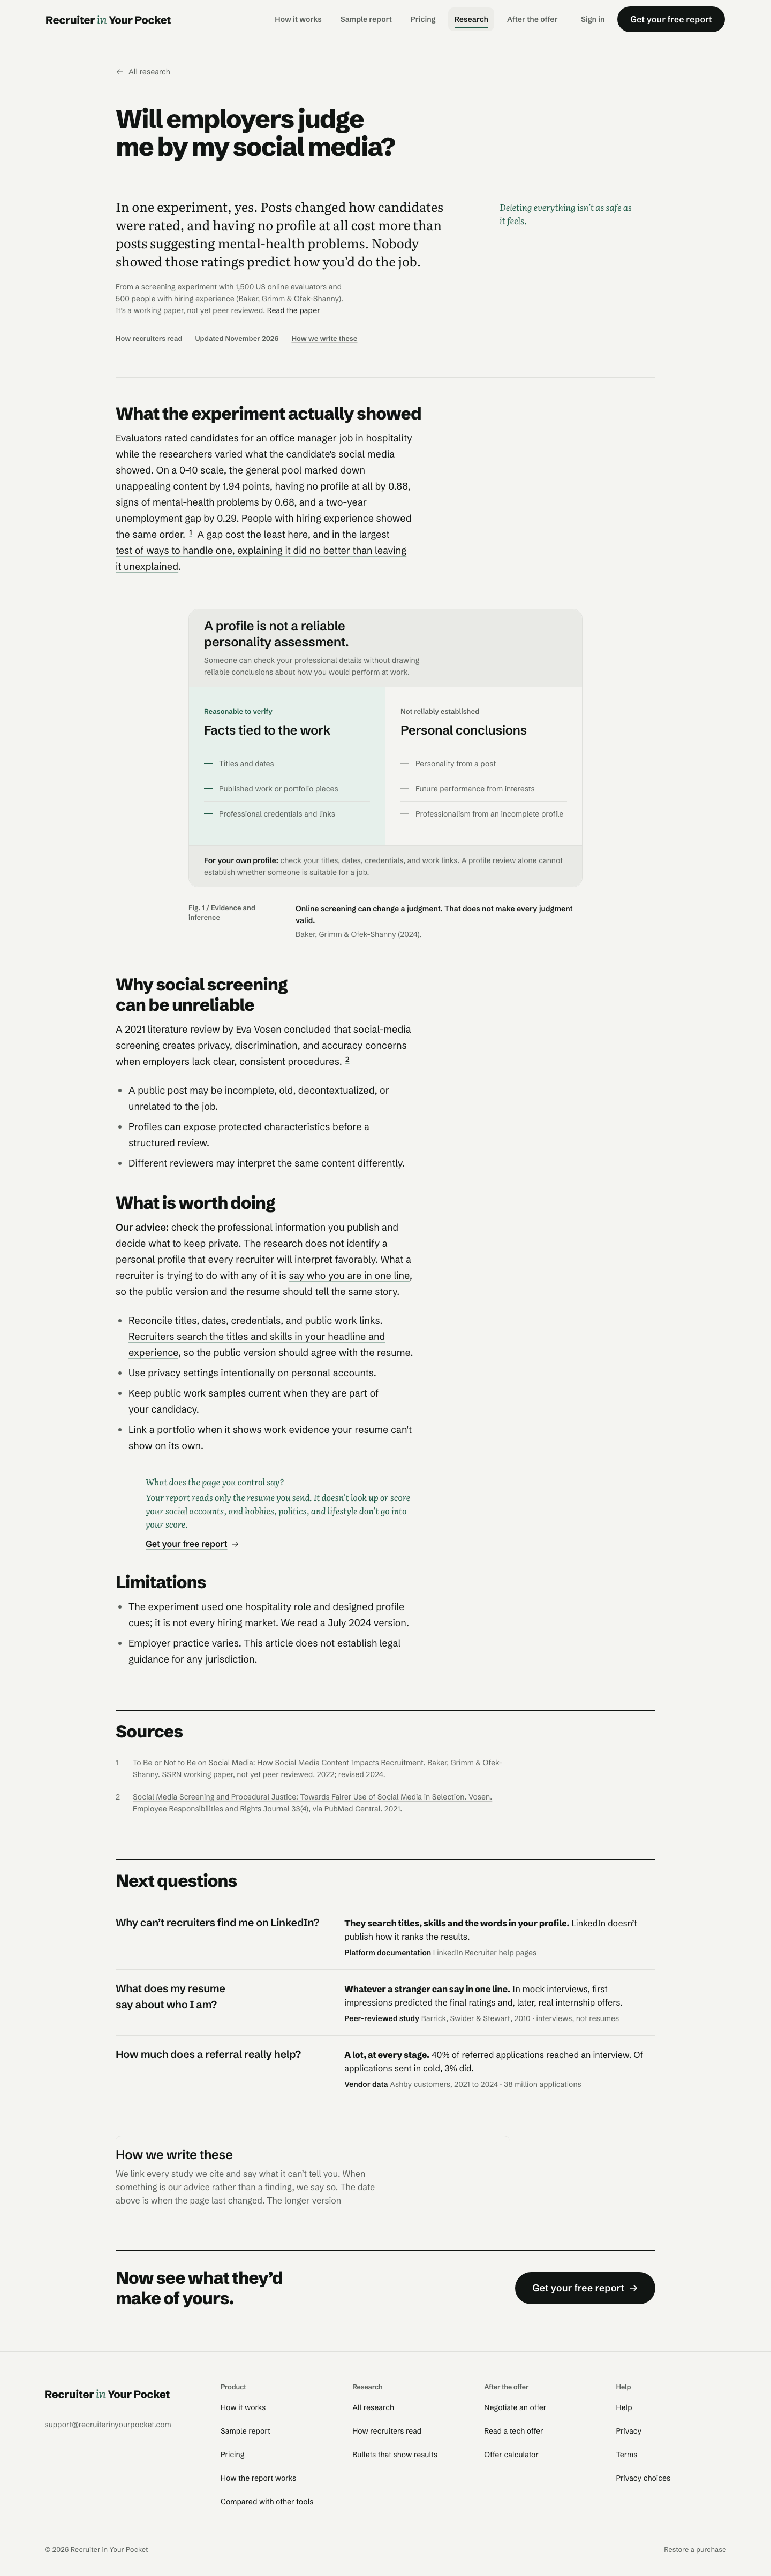 Recruiter in Your Pocket
How it works
Sample report
Pricing
Research
After the offer
Sign in
Get your free report
← All research
Will employers judge
me by my social media?
In one experiment, yes. Posts changed how candidates
were rated, and having no profile at all cost more than
posts suggesting mental-health problems. Nobody
showed those ratings predict how you’d do the job.
Deleting everything isn’t as safe as
it feels.
From a screening experiment with 1,500 US online evaluators and
500 people with hiring experience (Baker, Grimm & Ofek-Shanny).
It’s a working paper, not yet peer reviewed. Read the paper
How recruiters read
Updated November 2026
How we write these
What the experiment actually showed
Evaluators rated candidates for an office manager job in hospitality
while the researchers varied what the candidate’s social media
showed. On a 0–10 scale, the general pool marked down
unappealing content by 1.94 points, having no profile at all by 0.88,
signs of mental-health problems by 0.68, and a two-year
unemployment gap by 0.29. People with hiring experience showed
the same order. 1 A gap cost the least here, and in the largest
test of ways to handle one, explaining it did no better than leaving
it unexplained.
A profile is not a reliable
personality assessment.
Someone can check your professional details without drawing
reliable conclusions about how you would perform at work.
Reasonable to verify
Facts tied to the work
— Titles and dates
— Published work or portfolio pieces
— Professional credentials and links
Not reliably established
Personal conclusions
— Personality from a post
— Future performance from interests
— Professionalism from an incomplete profile
For your own profile: check your titles, dates, credentials, and work links. A profile review alone cannot
establish whether someone is suitable for a job.
Fig. 1 / Evidence and
inference
Online screening can change a judgment. That does not make every judgment
valid.
Baker, Grimm & Ofek-Shanny (2024).
Why social screening
can be unreliable
A 2021 literature review by Eva Vosen concluded that social-media
screening creates privacy, discrimination, and accuracy concerns
when employers lack clear, consistent procedures. 2
• A public post may be incomplete, old, decontextualized, or
unrelated to the job.
• Profiles can expose protected characteristics before a
structured review.
• Different reviewers may interpret the same content differently.
What is worth doing
Our advice: check the professional information you publish and
decide what to keep private. The research does not identify a
personal profile that every recruiter will interpret favorably. What a
recruiter is trying to do with any of it is say who you are in one line,
so the public version and the resume should tell the same story.
• Reconcile titles, dates, credentials, and public work links.
Recruiters search the titles and skills in your headline and
experience, so the public version should agree with the resume.
• Use privacy settings intentionally on personal accounts.
• Keep public work samples current when they are part of
your candidacy.
• Link a portfolio when it shows work evidence your resume can’t
show on its own.
What does the page you control say?
Your report reads only the resume you send. It doesn’t look up or score
your social accounts, and hobbies, politics, and lifestyle don’t go into
your score.
Get your free report →
Limitations
• The experiment used one hospitality role and designed profile
cues; it is not every hiring market. We read a July 2024 version.
• Employer practice varies. This article does not establish legal
guidance for any jurisdiction.
Sources
1 To Be or Not to Be on Social Media: How Social Media Content Impacts Recruitment. Baker, Grimm & Ofek-
Shanny. SSRN working paper, not yet peer reviewed. 2022; revised 2024.
2 Social Media Screening and Procedural Justice: Towards Fairer Use of Social Media in Selection. Vosen.
Employee Responsibilities and Rights Journal 33(4), via PubMed Central. 2021.
Next questions
Why can’t recruiters find me on LinkedIn?
They search titles, skills and the words in your profile. LinkedIn doesn’t
publish how it ranks the results.
Platform documentation LinkedIn Recruiter help pages
What does my resume
say about who I am?
Whatever a stranger can say in one line. In mock interviews, first
impressions predicted the final ratings and, later, real internship offers.
Peer-reviewed study Barrick, Swider & Stewart, 2010 · interviews, not resumes
How much does a referral really help?
A lot, at every stage. 40% of referred applications reached an interview. Of
applications sent in cold, 3% did.
Vendor data Ashby customers, 2021 to 2024 · 38 million applications
How we write these
We link every study we cite and say what it can’t tell you. When
something is our advice rather than a finding, we say so. The date
above is when the page last changed. The longer version
Now see what they’d
make of yours.
Get your free report →
Recruiter in Your Pocket
support@recruiterinyourpocket.com
Product
How it works
Sample report
Pricing
How the report works
Compared with other tools
Research
All research
How recruiters read
Bullets that show results
After the offer
Negotiate an offer
Read a tech offer
Offer calculator
Help
Help
Privacy
Terms
Privacy choices
© 2026 Recruiter in Your Pocket
Restore a purchase